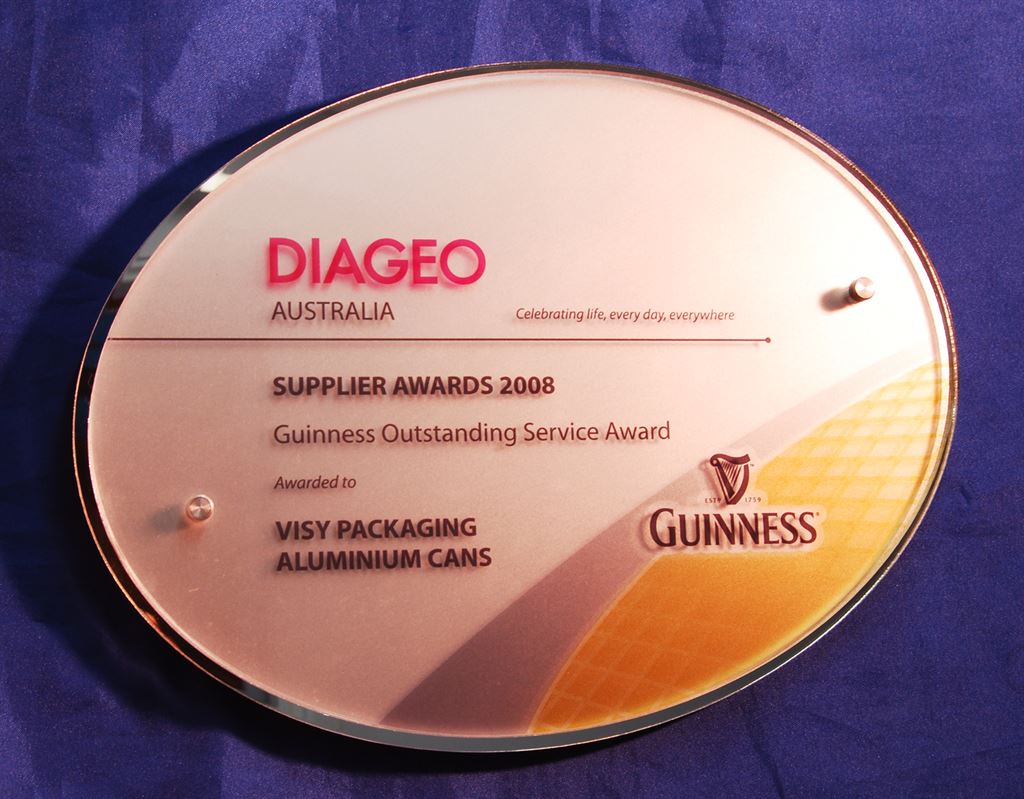 DIAGEO
AUSTRALIA
Celebrating life, every day, everywhere
SUPPLIER AWARDS 2008
Guinness Outstanding Service Award
Awarded to
VISY PACKAGING
ALUMINIUM CANS
ESTD 1759
GUINNESS